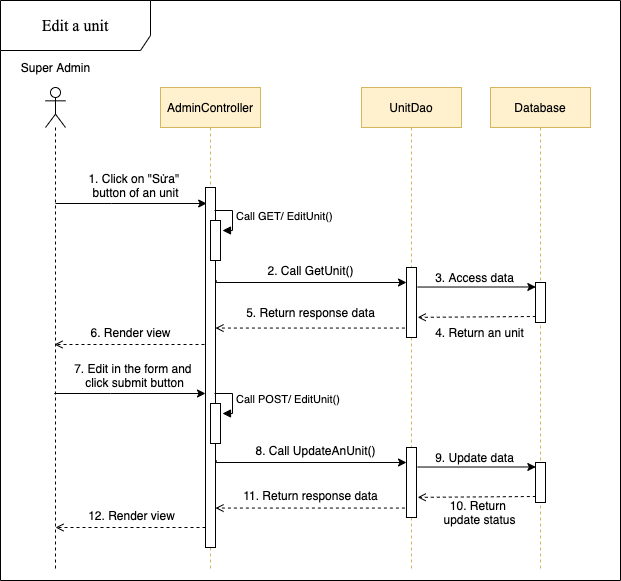 Edit a unit
Super Admin
AdminController
UnitDao
Database
1. Click on "Sửa"
button of an unit
Call GET/ EditUnit()
2. Call GetUnit()
3. Access data
4. Return an unit
5. Return response data
6. Render view
7. Edit in the form and
click submit button
Call POST/ EditUnit()
8. Call UpdateAnUnit()
9. Update data
10. Return
update status
11. Return response data
12. Render view